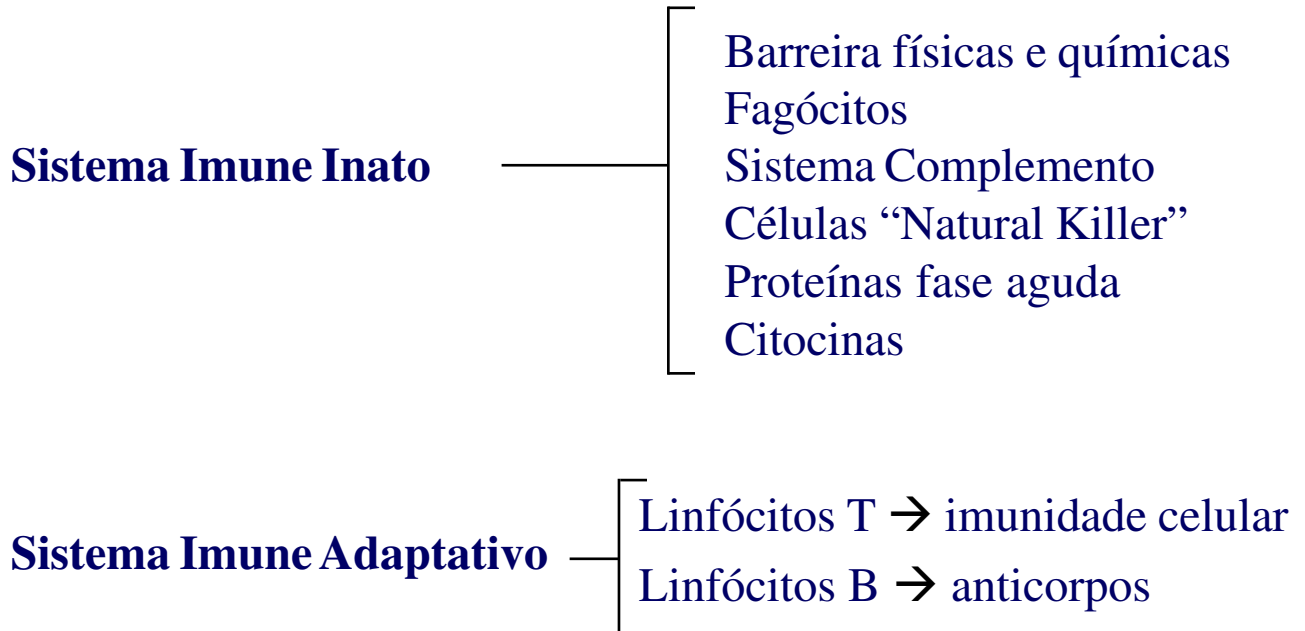 Barreira físicas e químicas
Fagócitos
Sistema Imune Inato
Sistema Complemento
Células “Natural Killer”
Proteínas fase aguda
Citocinas
Linfócitos T → imunidade celular
Sistema Imune Adaptativo
Linfócitos B → anticorpos